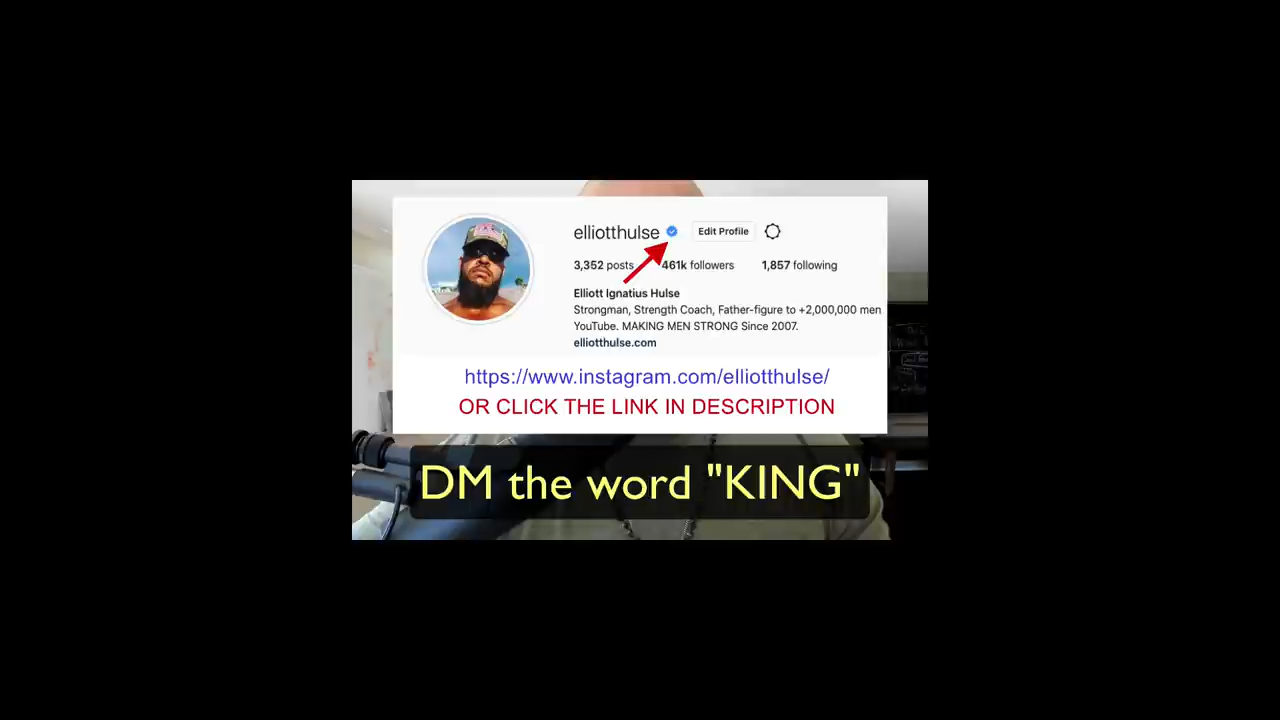 elliotthulse Edit Profile
3,352 posts 461k followers 1,857 following
Elliott Ignatius Hulse
Strongman, Strength Coach, Father-figure to +2,000,000 men
YouTube. MAKING MEN STRONG Since 2007.
elliotthulse.com
https://www.instagram.com/elliotthulse/
OR CLICK THE LINK IN DESCRIPTION
DM the word "KING"